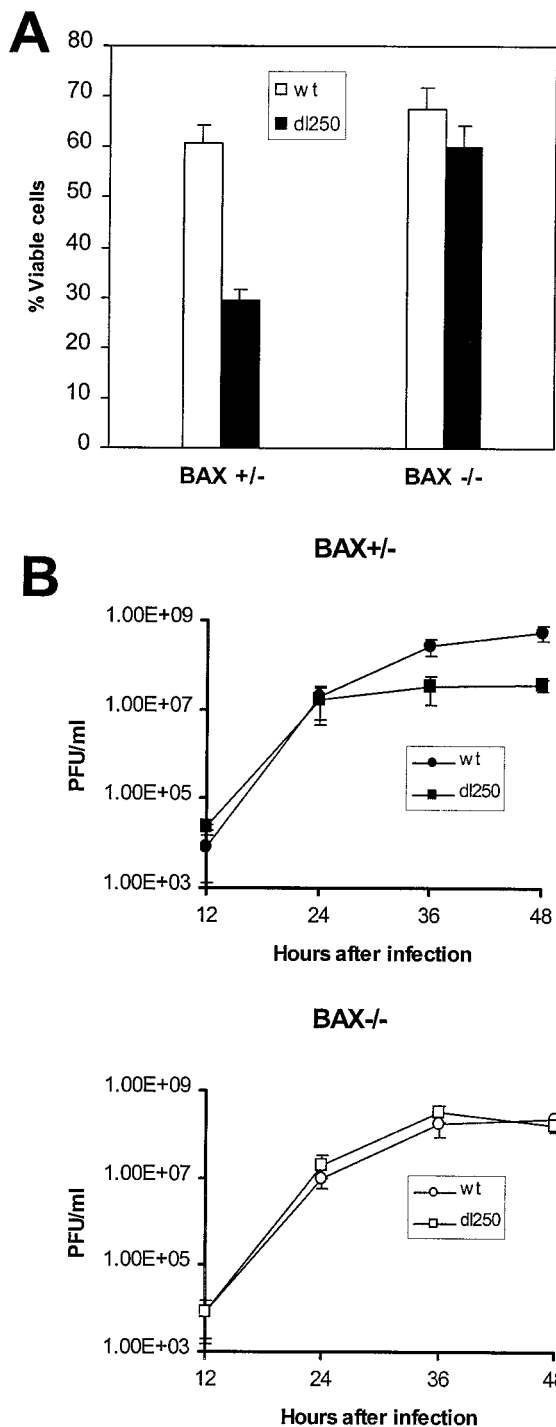 A
80
70
60
50
40
30
20
10
0
% Viable cells
wt
dl250
BAX +/-
BAX -/-
B
BAX+/-
1.00E+09
1.00E+07
1.00E+05
1.00E+03
PFU/ml
wt
dl250
12
24
36
48
Hours after infection
BAX-/-
1.00E+09
1.00E+07
1.00E+05
1.00E+03
PFU/ml
wt
dl250
12
24
36
48
Hours after infection